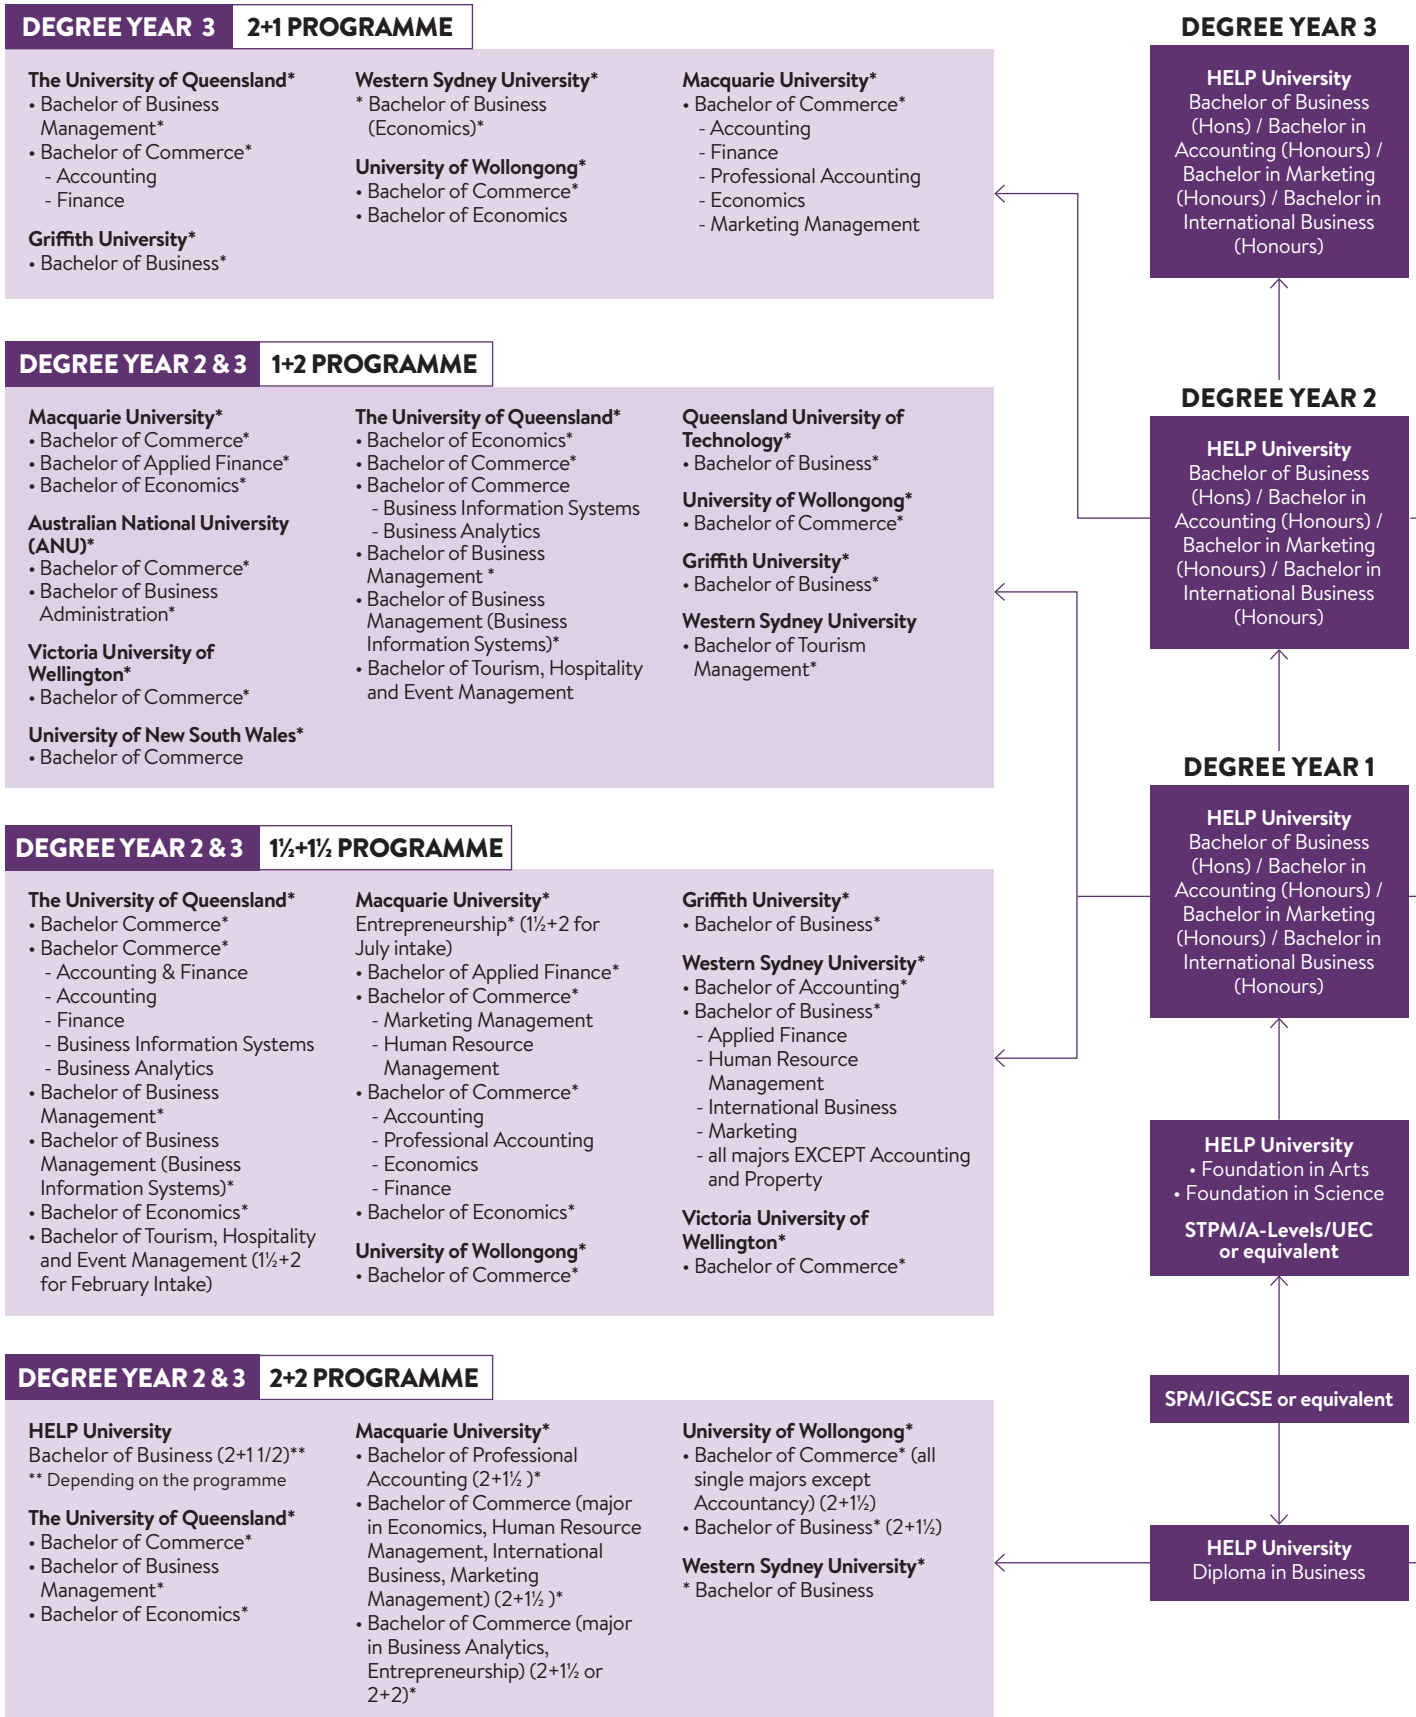 DEGREE YEAR 3 2+1 PROGRAMME
The University of Queensland*
• Bachelor of Business
Management*
• Bachelor of Commerce*
- Accounting
- Finance
Griffith University*
• Bachelor of Business*
Western Sydney University*
* Bachelor of Business
(Economics)*
University of Wollongong*
• Bachelor of Commerce*
• Bachelor of Economics
Macquarie University*
• Bachelor of Commerce*
- Accounting
- Finance
- Professional Accounting
- Economics
- Marketing Management
DEGREE YEAR 2 & 3 1+2 PROGRAMME
Macquarie University*
• Bachelor of Commerce*
• Bachelor of Applied Finance*
• Bachelor of Economics*
Australian National University
(ANU)*
• Bachelor of Commerce*
• Bachelor of Business
Administration*
Victoria University of
Wellington*
• Bachelor of Commerce*
University of New South Wales*
• Bachelor of Commerce
The University of Queensland*
• Bachelor of Economics*
• Bachelor of Commerce*
• Bachelor of Commerce
- Business Information Systems
- Business Analytics
• Bachelor of Business
Management *
• Bachelor of Business
Management (Business
Information Systems)*
• Bachelor of Tourism, Hospitality
and Event Management
Queensland University of
Technology*
• Bachelor of Business*
University of Wollongong*
• Bachelor of Commerce*
Griffith University*
• Bachelor of Business*
Western Sydney University
• Bachelor of Tourism
Management*
DEGREE YEAR 2 & 3 1½+1½ PROGRAMME
The University of Queensland*
• Bachelor Commerce*
• Bachelor Commerce*
- Accounting & Finance
- Accounting
- Finance
- Business Information Systems
- Business Analytics
• Bachelor of Business
Management*
• Bachelor of Business
Management (Business
Information Systems)*
• Bachelor of Economics*
• Bachelor of Tourism, Hospitality
and Event Management (1½+2
for February Intake)
Macquarie University*
Entrepreneurship* (1½+2 for
July intake)
• Bachelor of Applied Finance*
• Bachelor of Commerce*
- Marketing Management
- Human Resource
Management
• Bachelor of Commerce*
- Accounting
- Professional Accounting
- Economics
- Finance
• Bachelor of Economics*
University of Wollongong*
• Bachelor of Commerce*
Griffith University*
• Bachelor of Business*
Western Sydney University*
• Bachelor of Accounting*
• Bachelor of Business*
- Applied Finance
- Human Resource
Management
- International Business
- Marketing
- all majors EXCEPT Accounting
and Property
Victoria University of
Wellington*
• Bachelor of Commerce*
DEGREE YEAR 2 & 3 2+2 PROGRAMME
HELP University
Bachelor of Business (2+1 1/2)**
** Depending on the programme
The University of Queensland*
• Bachelor of Commerce*
• Bachelor of Business
Management*
• Bachelor of Economics*
Macquarie University*
• Bachelor of Professional
Accounting (2+1½ )*
• Bachelor of Commerce (major
in Economics, Human Resource
Management, International
Business, Marketing
Management) (2+1½ )*
• Bachelor of Commerce (major
in Business Analytics,
Entrepreneurship) (2+1½ or
2+2)*
University of Wollongong*
• Bachelor of Commerce* (all
single majors except
Accountancy) (2+1½)
• Bachelor of Business* (2+1½)
Western Sydney University*
* Bachelor of Business
DEGREE YEAR 3
HELP University
Bachelor of Business
(Hons) / Bachelor in
Accounting (Honours) /
Bachelor in Marketing
(Honours) / Bachelor in
International Business
(Honours)
DEGREE YEAR 2
HELP University
Bachelor of Business
(Hons) / Bachelor in
Accounting (Honours) /
Bachelor in Marketing
(Honours) / Bachelor in
International Business
(Honours)
DEGREE YEAR 1
HELP University
Bachelor of Business
(Hons) / Bachelor in
Accounting (Honours) /
Bachelor in Marketing
(Honours) / Bachelor in
International Business
(Honours)
HELP University
• Foundation in Arts
• Foundation in Science
STPM/A-Levels/UEC
or equivalent
SPM/IGCSE or equivalent
HELP University
Diploma in Business